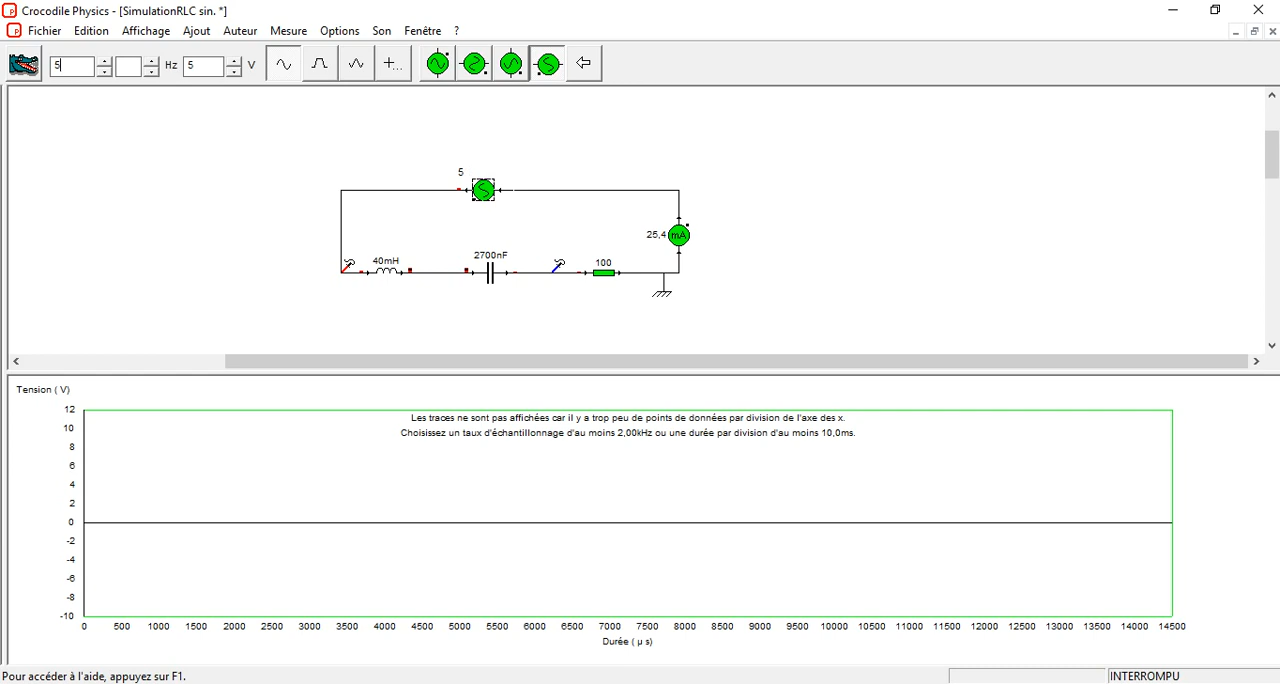 Crocodile Physics - [SimulationRLC sin. *]
Fichier Edition Affichage Ajout Auteur Mesure Options Son Fenêtre ?
5 Hz 5 V +...
5
25,4 mA
40mH 2700nF 100
Tension ( V)
Les traces ne sont pas affichées car il y a trop peu de points de données par division de l'axe des x.
Choisissez un taux d'échantillonnage d'au moins 2,00kHz ou une durée par division d'au moins 10,0ms.
12
10
8
6
4
2
0
-2
-4
-6
-8
-10
0 500 1000 1500 2000 2500 3000 3500 4000 4500 5000 5500 6000 6500 7000 7500 8000 8500 9000 9500 10000 10500 11000 11500 12000 12500 13000 13500 14000 14500
Durée ( µ s)
Pour accéder à l'aide, appuyez sur F1. INTERROMPU